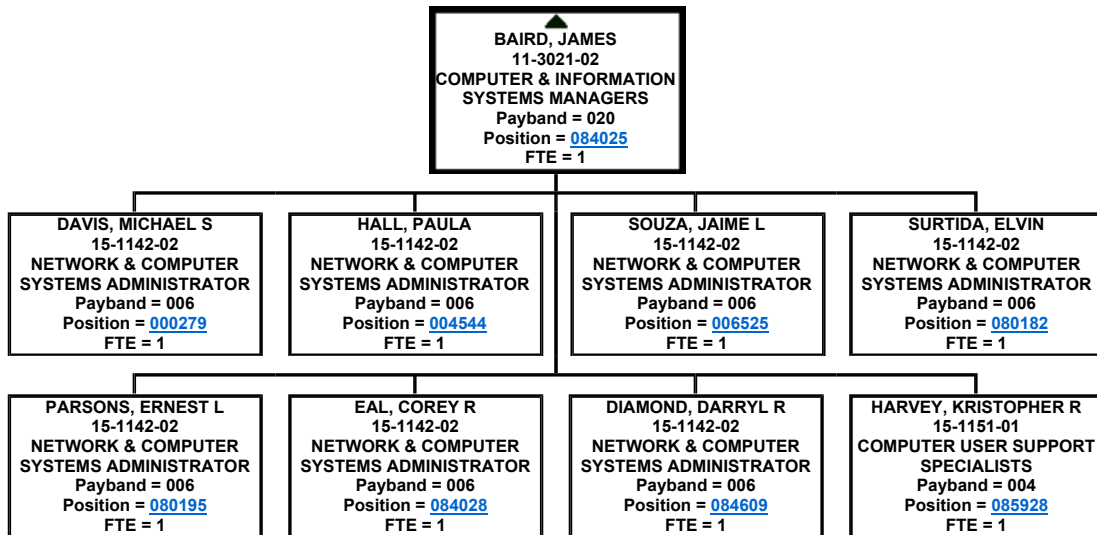 BAIRD, JAMES
11-3021-02
COMPUTER & INFORMATION
SYSTEMS MANAGERS
Payband = 020
Position = 084025
FTE = 1
DAVIS, MICHAEL S
15-1142-02
NETWORK & COMPUTER
SYSTEMS ADMINISTRATOR
Payband = 006
Position = 000279
FTE = 1
HALL, PAULA
15-1142-02
NETWORK & COMPUTER
SYSTEMS ADMINISTRATOR
Payband = 006
Position = 004544
FTE = 1
SOUZA, JAIME L
15-1142-02
NETWORK & COMPUTER
SYSTEMS ADMINISTRATOR
Payband = 006
Position = 006525
FTE = 1
SURTIDA, ELVIN
15-1142-02
NETWORK & COMPUTER
SYSTEMS ADMINISTRATOR
Payband = 006
Position = 080182
FTE = 1
PARSONS, ERNEST L
15-1142-02
NETWORK & COMPUTER
SYSTEMS ADMINISTRATOR
Payband = 006
Position = 080195
FTE = 1
EAL, COREY R
15-1142-02
NETWORK & COMPUTER
SYSTEMS ADMINISTRATOR
Payband = 006
Position = 084028
FTE = 1
DIAMOND, DARRYL R
15-1142-02
NETWORK & COMPUTER
SYSTEMS ADMINISTRATOR
Payband = 006
Position = 084609
FTE = 1
HARVEY, KRISTOPHER R
15-1151-01
COMPUTER USER SUPPORT
SPECIALISTS
Payband = 004
Position = 085928
FTE = 1